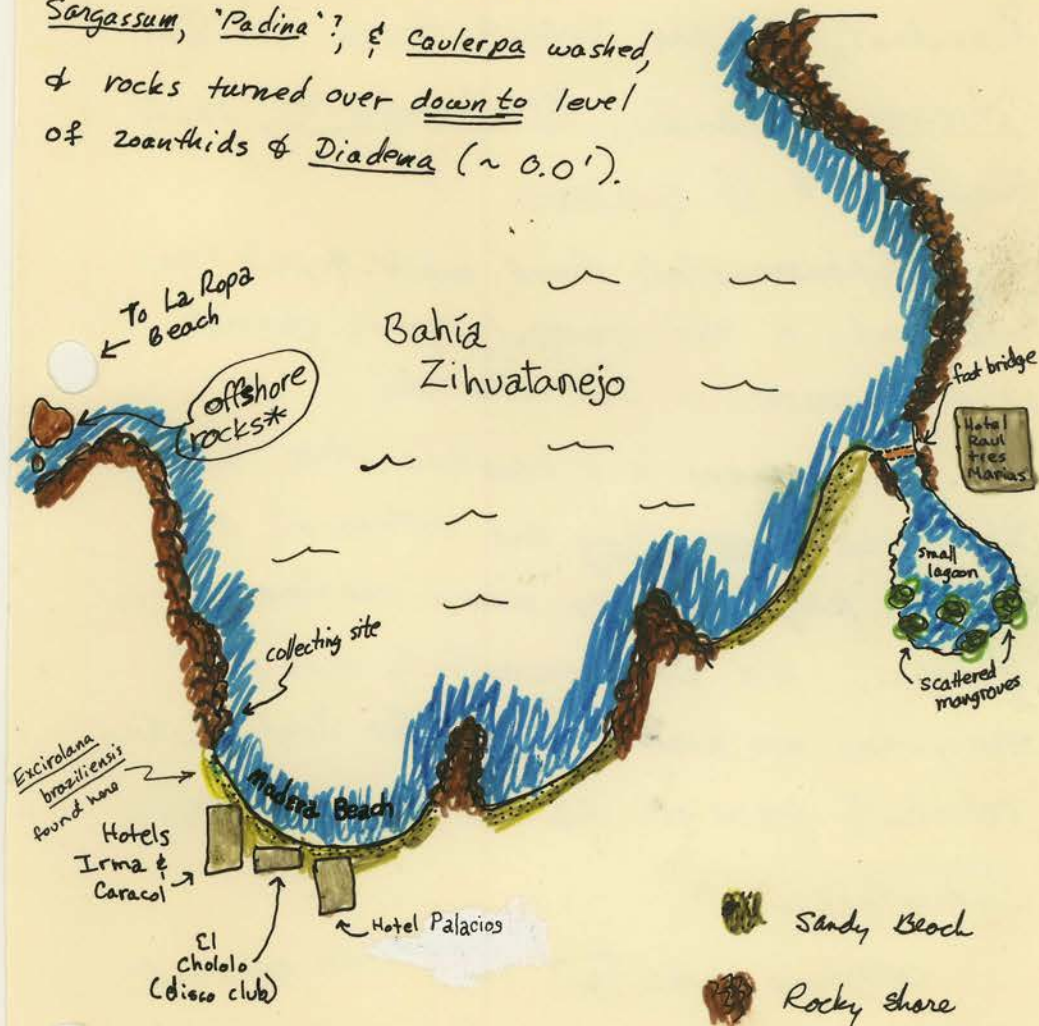 Sargassum, 'Padina'?, & Caulerpa washed,
& rocks turned over down to level
of zoanthids & Diadema (~ 0.0').
To La Ropa
Beach
offshore
rocks*
Bahía
Zihuatanejo
foot bridge
Hotel
Raul
tres
Marias
small
lagoon
scattered
mangroves
collecting site
Excirolana
braziliensis
found here
Madera Beach
Hotels
Irma &
Caracol
El
Chololo
(disco club)
Hotel Palacios
Sandy Beach
Rocky Shore